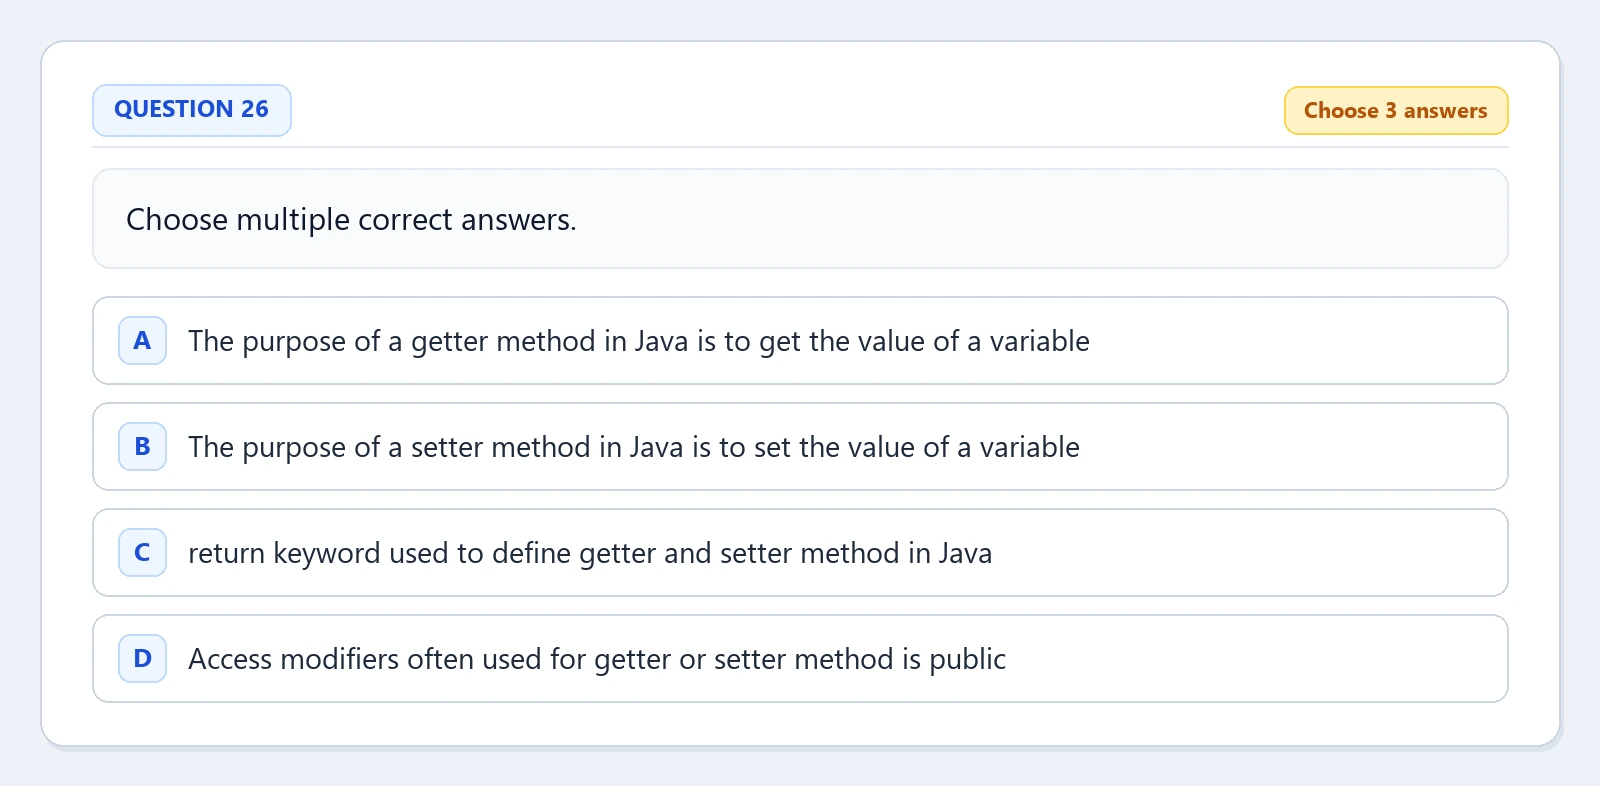 QUESTION 26
Choose 3 answers
Choose multiple correct answers.
A The purpose of a getter method in Java is to get the value of a variable
B The purpose of a setter method in Java is to set the value of a variable
C return keyword used to define getter and setter method in Java
D Access modifiers often used for getter or setter method is public